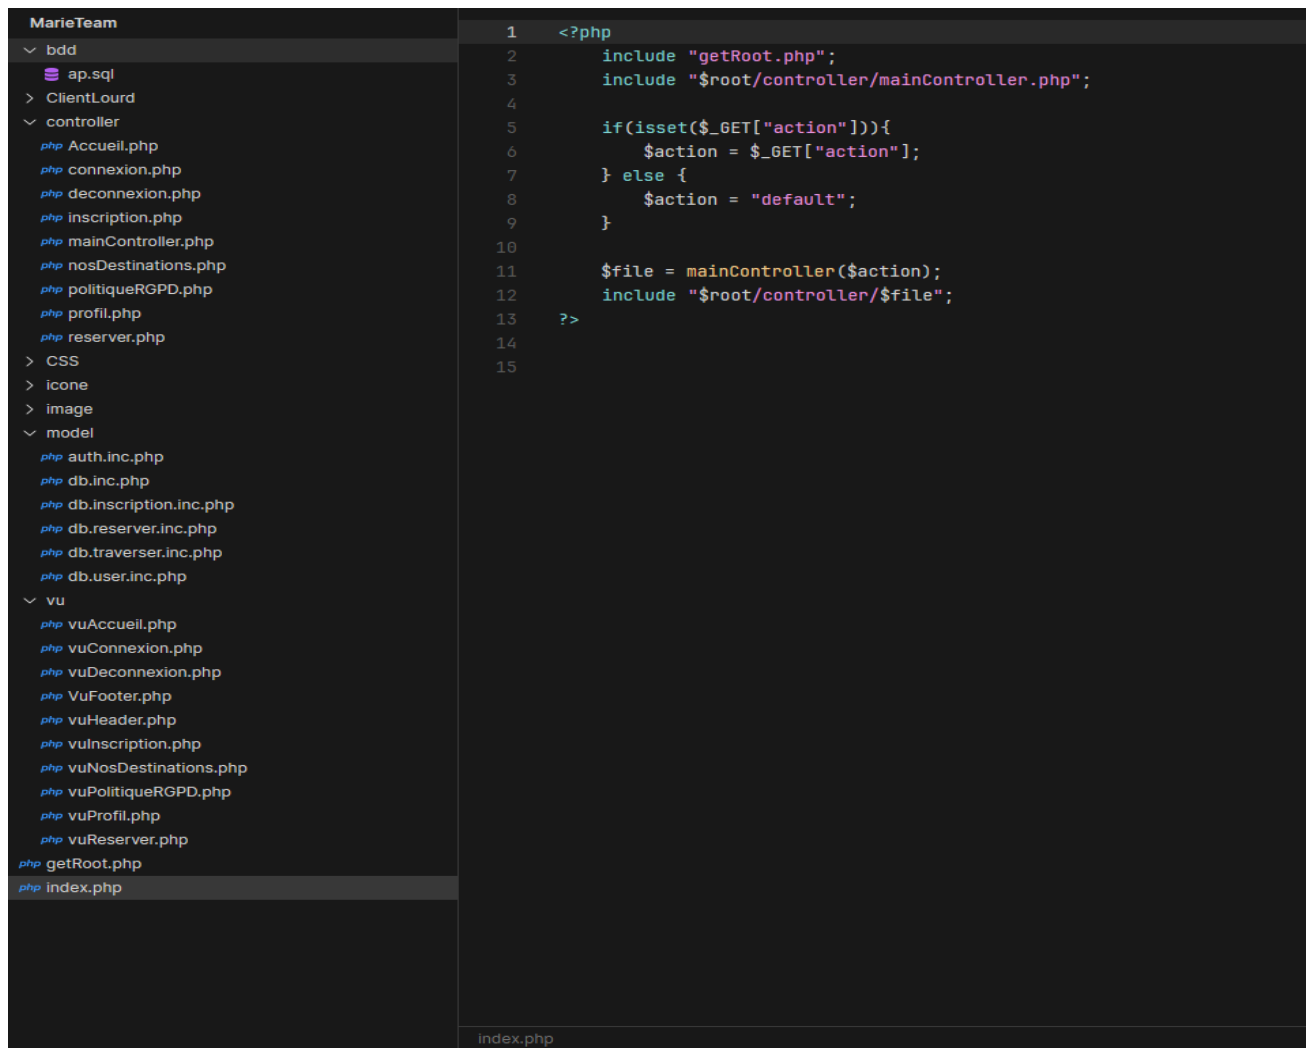 MarieTeam
bdd
ap.sql
ClientLourd
controller
php Accueil.php
php connexion.php
php deconnexion.php
php inscription.php
php mainController.php
php nosDestinations.php
php politiqueRGPD.php
php profil.php
php reserver.php
CSS
icone
image
model
php auth.inc.php
php db.inc.php
php db.inscription.inc.php
php db.reserver.inc.php
php db.traverser.inc.php
php db.user.inc.php
vu
php vuAccueil.php
php vuConnexion.php
php vuDeconnexion.php
php VuFooter.php
php vuHeader.php
php vuInscription.php
php vuNosDestinations.php
php vuPolitiqueRGPD.php
php vuProfil.php
php vuReserver.php
php getRoot.php
php index.php
1 <?php
2 include "getRoot.php";
3 include "$root/controller/mainController.php";
4
5 if(isset($_GET["action"])){
6 $action = $_GET["action"];
7 } else {
8 $action = "default";
9 }
10
11 $file = mainController($action);
12 include "$root/controller/$file";
13 ?>
14
15
index.php